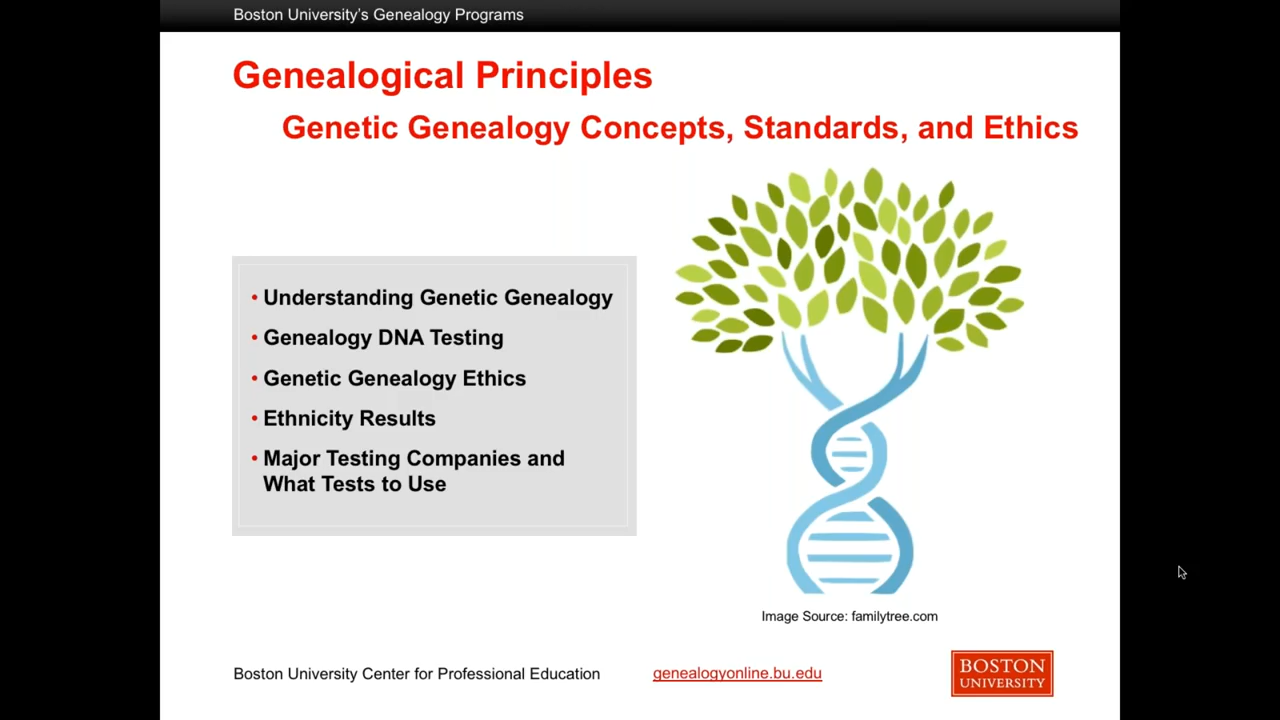 Boston University’s Genealogy Programs
Genealogical Principles
Genetic Genealogy Concepts, Standards, and Ethics
• Understanding Genetic Genealogy
• Genealogy DNA Testing
• Genetic Genealogy Ethics
• Ethnicity Results
• Major Testing Companies and
What Tests to Use
Image Source: familytree.com
Boston University Center for Professional Education
genealogyonline.bu.edu
BOSTON
UNIVERSITY